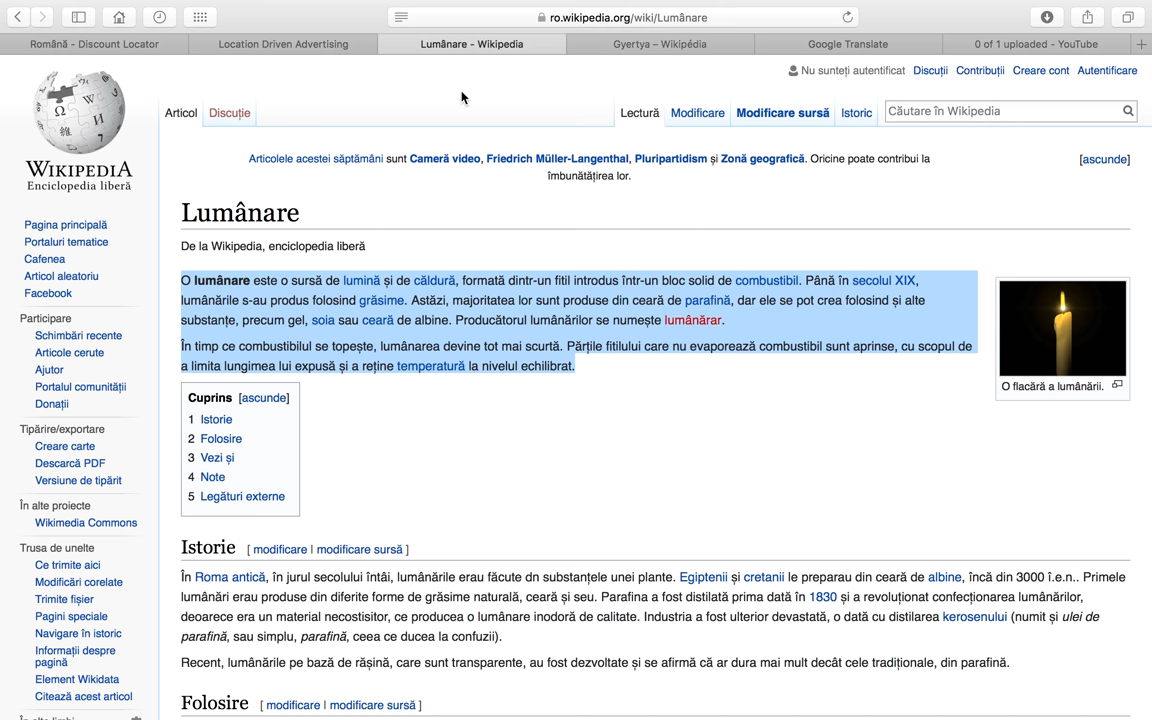 ro.wikipedia.org/wiki/Lumânare
Română - Discount Locator
Location Driven Advertising
Lumânare - Wikipedia
Gyertya – Wikipédia
Google Translate
0 of 1 uploaded - YouTube
Nu sunteți autentificat Discuții Contribuții Creare cont Autentificare
Articol Discuție Lectură Modificare Modificare sursă Istoric Căutare în Wikipedia
WIKIPEDIA
Enciclopedia liberă
Articolele acestei săptămâni sunt Cameră video, Friedrich Müller-Langenthal, Pluripartidism și Zonă geografică. Oricine poate contribui la
îmbunătățirea lor.
[ascunde]
Pagina principală
Portaluri tematice
Cafenea
Articol aleatoriu
Facebook
Participare
Schimbări recente
Articole cerute
Ajutor
Portalul comunității
Donații
Tipărire/exportare
Creare carte
Descarcă PDF
Versiune de tipărit
În alte proiecte
Wikimedia Commons
Trusa de unelte
Ce trimite aici
Modificări corelate
Trimite fișier
Pagini speciale
Navigare în istoric
Informații despre
pagină
Element Wikidata
Citează acest articol
În alte limbi
Lumânare
De la Wikipedia, enciclopedia liberă
O lumânare este o sursă de lumină și de căldură, formată dintr-un fitil introdus într-un bloc solid de combustibil. Până în secolul XIX,
lumânările s-au produs folosind grăsime. Astăzi, majoritatea lor sunt produse din ceară de parafină, dar ele se pot crea folosind și alte
substanțe, precum gel, soia sau ceară de albine. Producătorul lumânărilor se numește lumânărar.
În timp ce combustibilul se topește, lumânarea devine tot mai scurtă. Părțile fitilului care nu evaporează combustibil sunt aprinse, cu scopul de
a limita lungimea lui expusă și a reține temperatură la nivelul echilibrat.
O flacără a lumânării.
Cuprins [ascunde]
1 Istorie
2 Folosire
3 Vezi și
4 Note
5 Legături externe
Istorie [ modificare | modificare sursă ]
În Roma antică, în jurul secolului întâi, lumânările erau făcute dn substanțele unei plante. Egiptenii și cretanii le preparau din ceară de albine, încă din 3000 î.e.n.. Primele
lumânări erau produse din diferite forme de grăsime naturală, ceară și seu. Parafina a fost distilată prima dată în 1830 și a revoluționat confecționarea lumânărilor,
deoarece era un material necostisitor, ce producea o lumânare inodoră de calitate. Industria a fost ulterior devastată, o dată cu distilarea kerosenului (numit și ulei de
parafină, sau simplu, parafină, ceea ce ducea la confuzii).
Recent, lumânările pe bază de rășină, care sunt transparente, au fost dezvoltate și se afirmă că ar dura mai mult decât cele tradiționale, din parafină.
Folosire [ modificare | modificare sursă ]